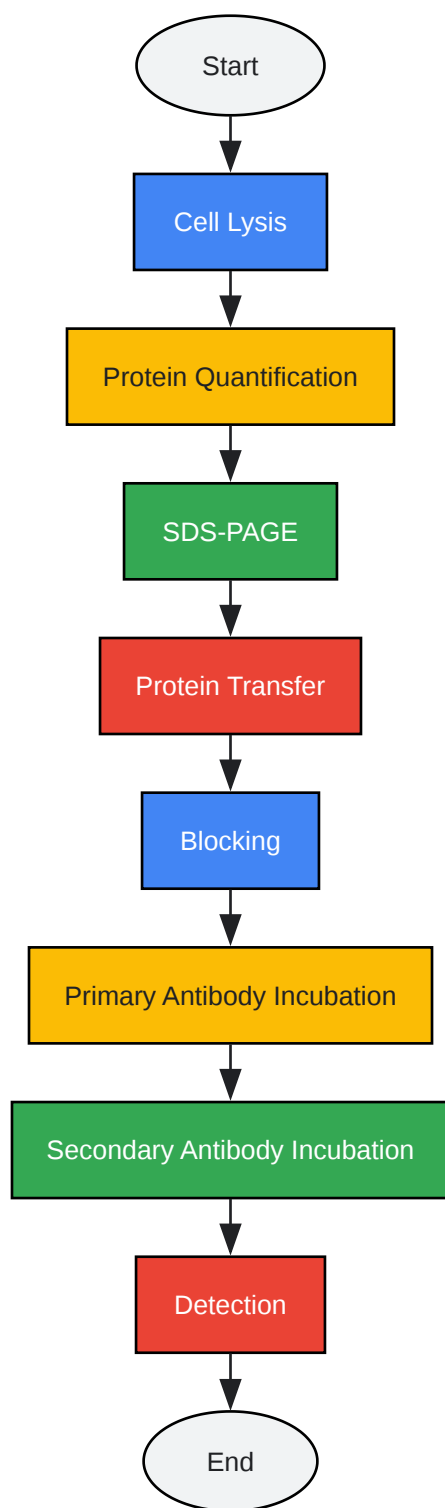 Start
Cell Lysis
Protein Quantification
SDS-PAGE
Protein Transfer
Blocking
Primary Antibody Incubation
Secondary Antibody Incubation
Detection
End